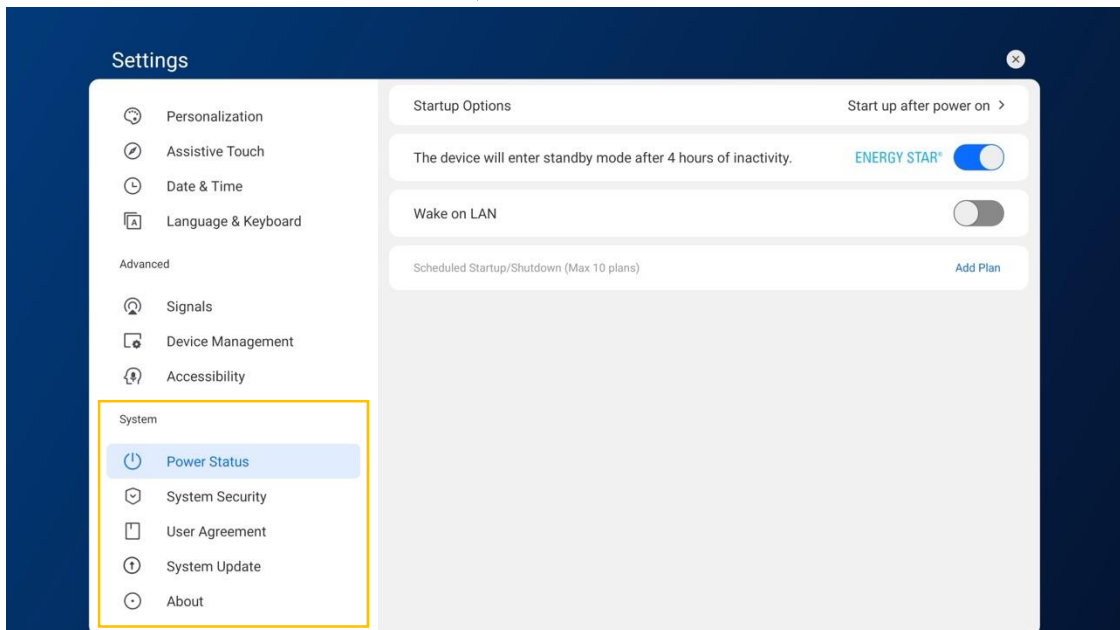 Settings
Personalization
Assistive Touch
Date & Time
A Language & Keyboard
Advanced
Signals
Device Management
Accessibility
System
Power Status
System Security
User Agreement
System Update
About
Startup Options Start up after power on >
The device will enter standby mode after 4 hours of inactivity. ENERGY STAR®
Wake on LAN
Scheduled Startup/Shutdown (Max 10 plans) Add Plan